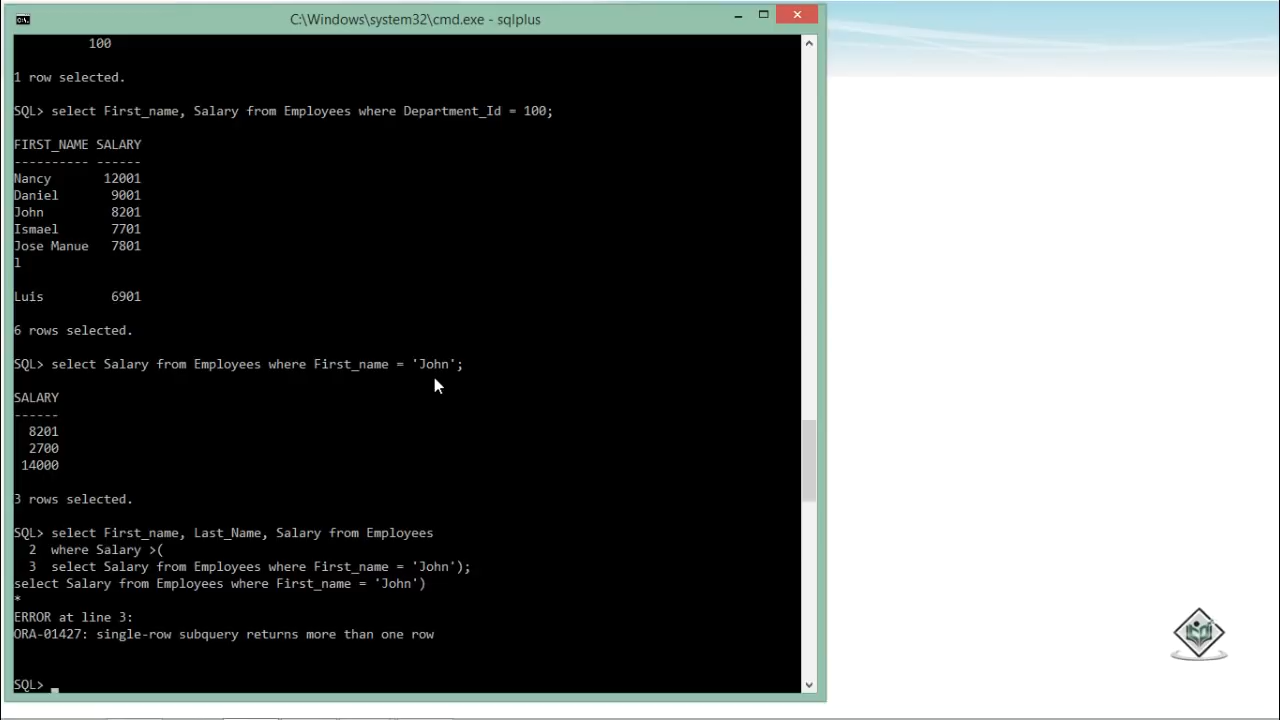 C:\Windows\system32\cmd.exe - sqlplus
100
1 row selected.
SQL> select First_name, Salary from Employees where Department_Id = 100;
FIRST_NAME SALARY
---------- ------
Nancy 12001
Daniel 9001
John 8201
Ismael 7701
Jose Manue 7801
l
Luis 6901
6 rows selected.
SQL> select Salary from Employees where First_name = 'John';
SALARY
------
8201
2700
14000
3 rows selected.
SQL> select First_name, Last_Name, Salary from Employees
2 where Salary >(
3 select Salary from Employees where First_name = 'John');
select Salary from Employees where First_name = 'John')
*
ERROR at line 3:
ORA-01427: single-row subquery returns more than one row
SQL>